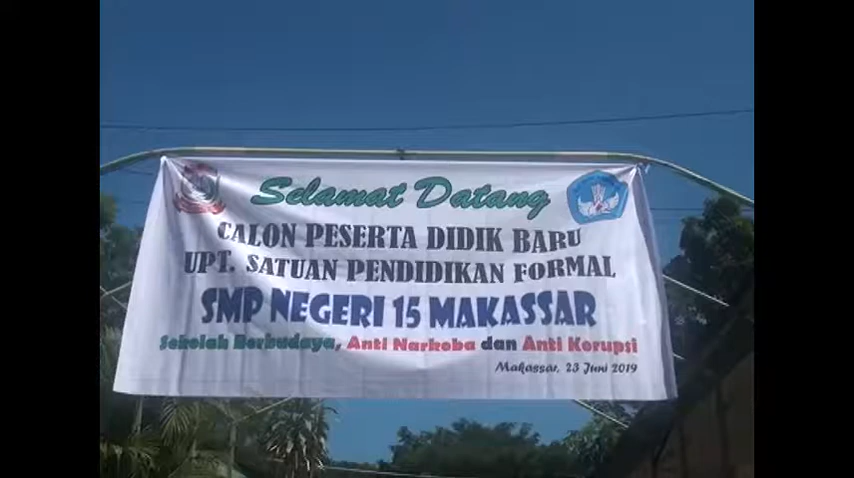 Selamat Datang
CALON PESERTA DIDIK BARU
UPT. SATUAN PENDIDIKAN FORMAL
SMP NEGERI 15 MAKASSAR
Sekolah Berbudaya, Anti Narkoba dan Anti Korupsi
Makassar, 23 Juni 2019